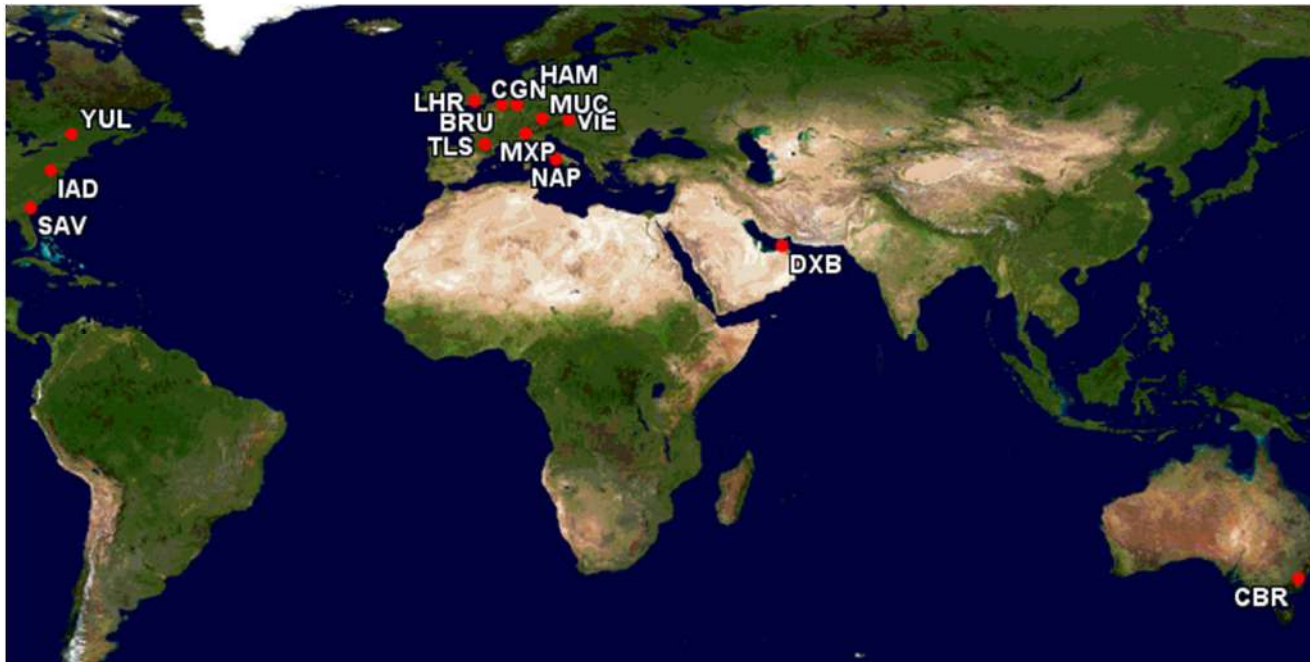 HAM
CGN
LHR
MUC
BRU
VIE
YUL
TLS
MXP
NAP
IAD
SAV
DXB
CBR